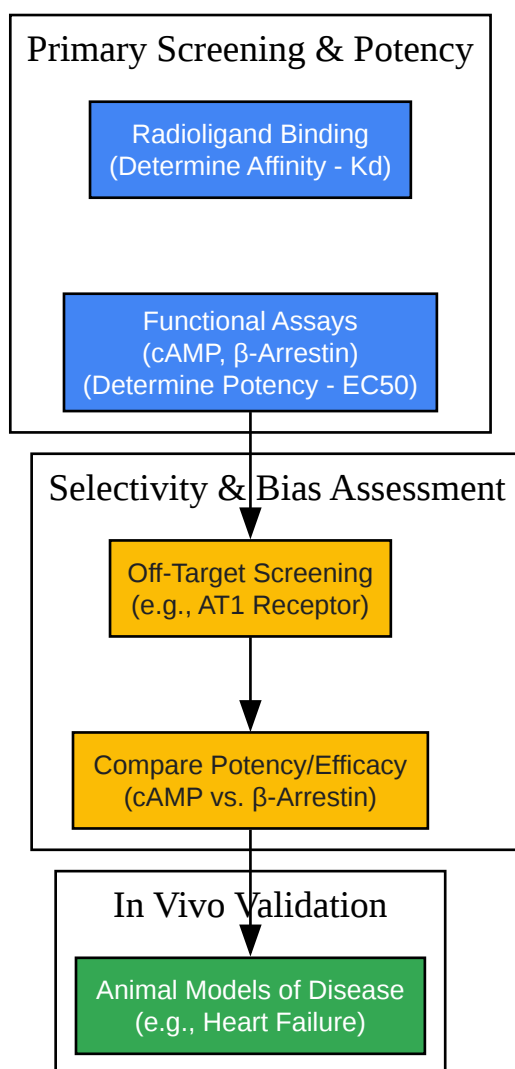 Primary Screening & Potency
Radioligand Binding
(Determine Affinity - Kd)
Functional Assays
(cAMP, β-Arrestin)
(Determine Potency - EC50)
Selectivity & Bias Assessment
Off-Target Screening
(e.g., AT1 Receptor)
Compare Potency/Efficacy
(cAMP vs. β-Arrestin)
In Vivo Validation
Animal Models of Disease
(e.g., Heart Failure)